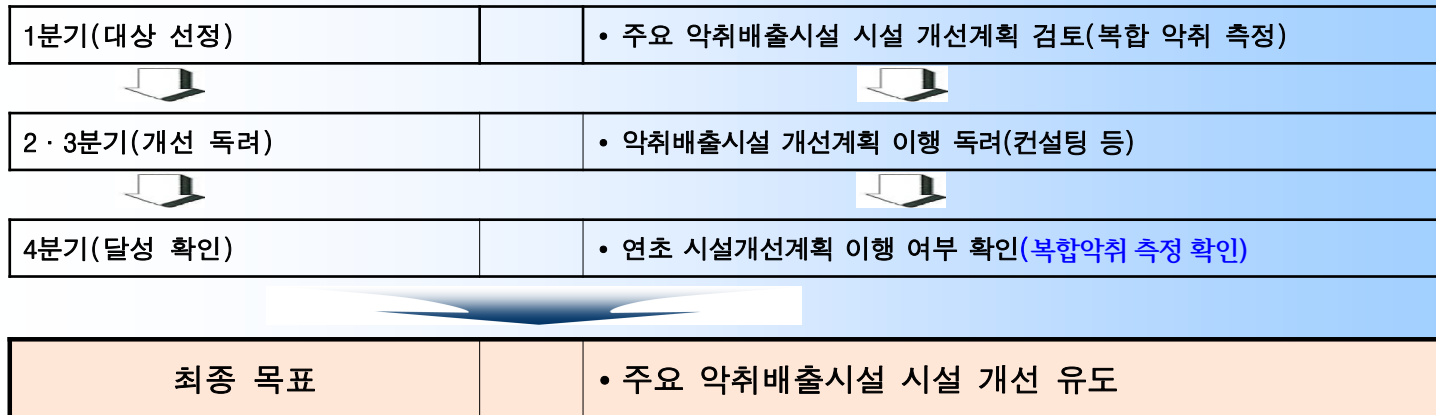 1분기(대상 선정)
• 주요 악취배출시설 시설 개선계획 검토(복합 악취 측정)
2·3분기(개선 독려)
• 악취배출시설 개선계획 이행 독려(컨설팅 등)
4분기(달성 확인)
• 연초 시설개선계획 이행 여부 확인(복합악취 측정 확인)
최종 목표
• 주요 악취배출시설 시설 개선 유도